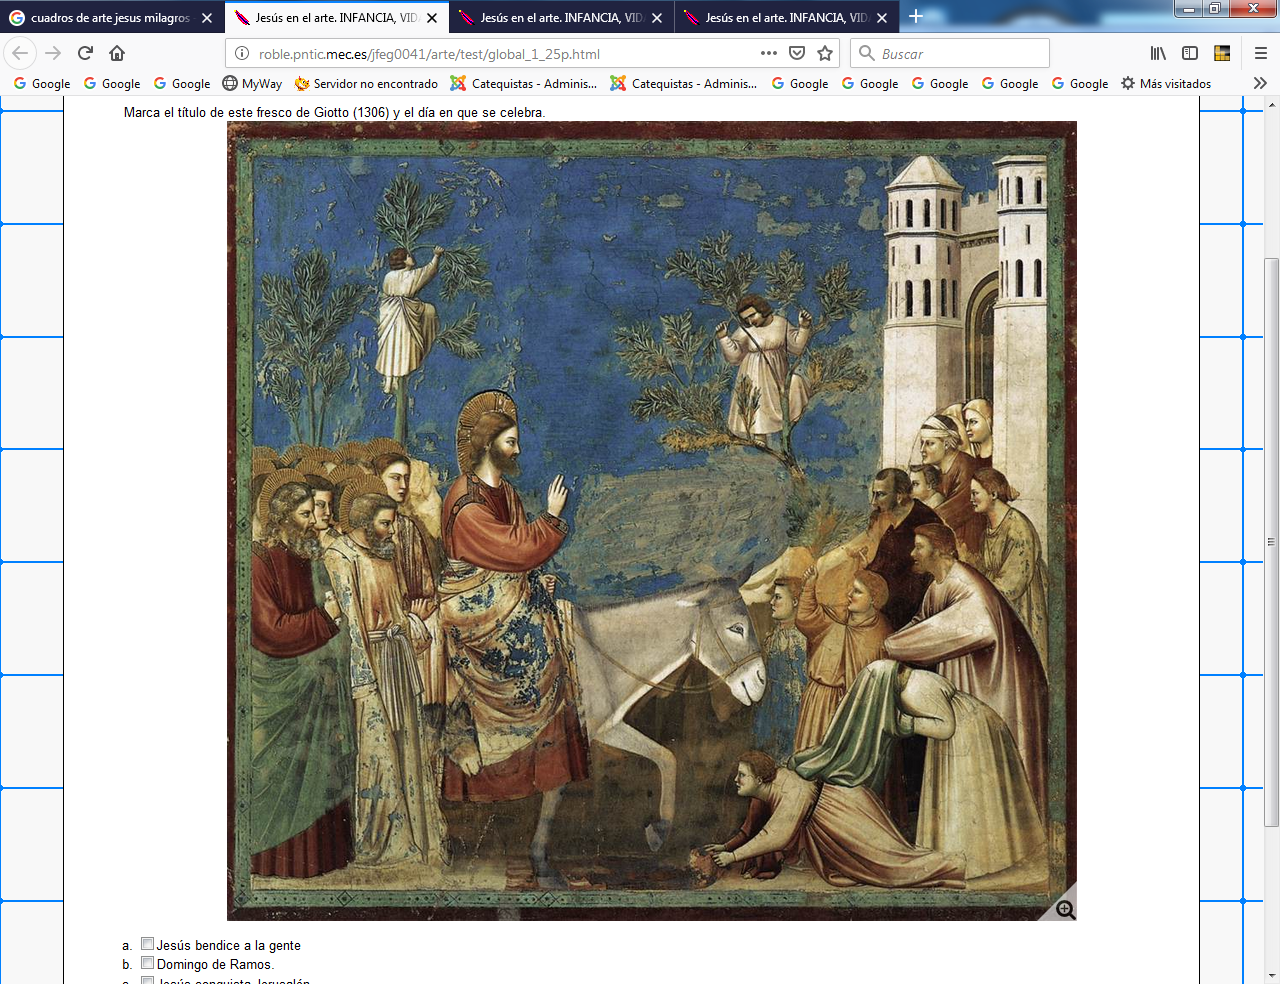 cuadros de arte jesus milagros
Jesús en el arte. INFANCIA, VID
Jesús en el arte. INFANCIA, VID
Jesús en el arte. INFANCIA, VID
roble.pntic.mec.es/jfeg0041/arte/test/global_1_25p.html
Buscar
Google Google Google MyWay Servidor no encontrado Catequistas - Adminis... Catequistas - Adminis... Google Google Google Google Google Más visitados
Marca el título de este fresco de Giotto (1306) y el día en que se celebra.
a. Jesús bendice a la gente
b. Domingo de Ramos.
c. Jesús conquista Jerusalén